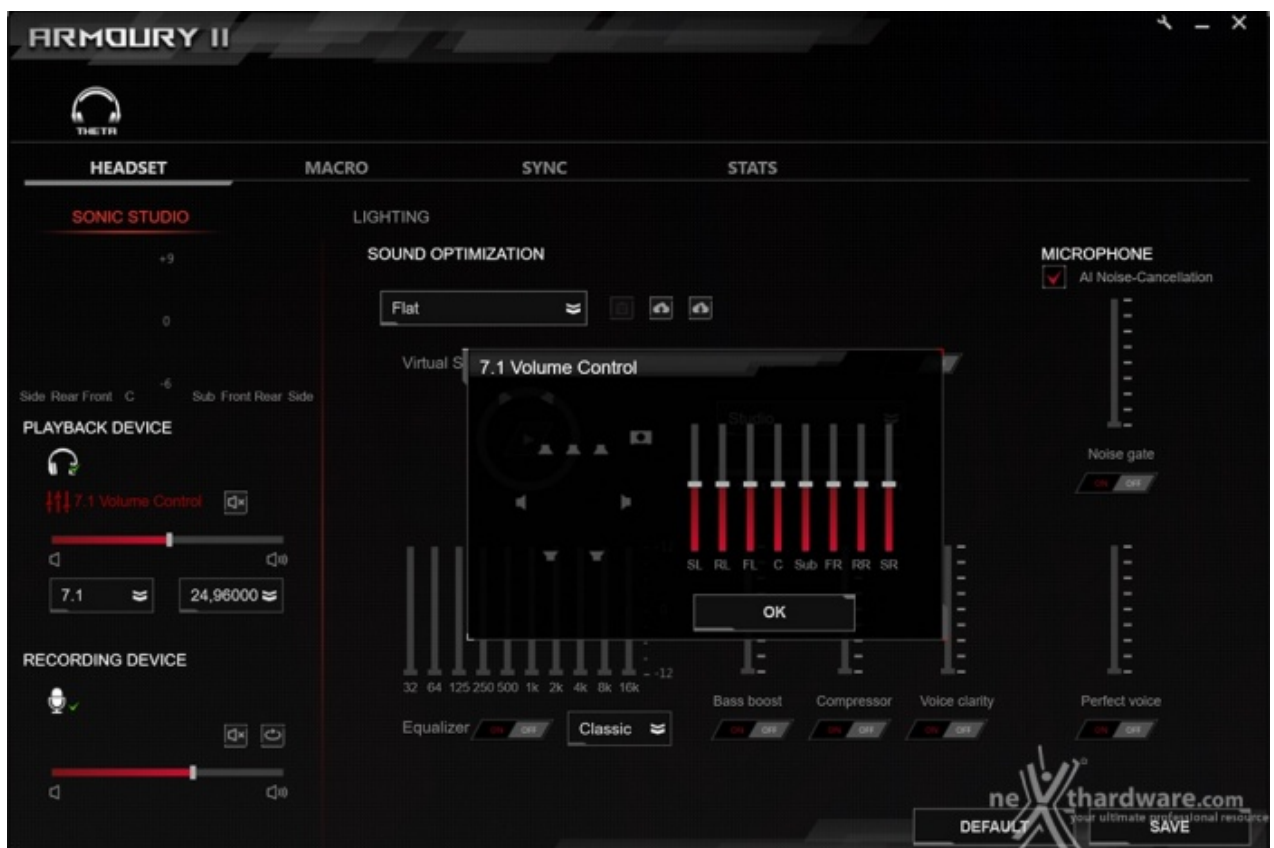 ARMOURY II
THETA
HEADSET MACRO SYNC STATS
SONIC STUDIO LIGHTING
+9
0
-6
Side Rear Front C Sub Front Rear Side
PLAYBACK DEVICE
7.1 Volume Control
7.1 24,96000
RECORDING DEVICE
SOUND OPTIMIZATION
Flat
Virtual S
7.1 Volume Control
Studio
SL RL FL C Sub FR RR SR
OK
-12
32 64 125 250 500 1k 2k 4k 8k 16k
Equalizer ON OFF Classic
Bass boost Compressor Voice clarity
ON OFF ON OFF ON OFF
MICROPHONE
AI Noise-Cancellation
Noise gate
ON OFF
Perfect voice
ON OFF
nexthardware.com
your ultimate professional resource
DEFAULT SAVE